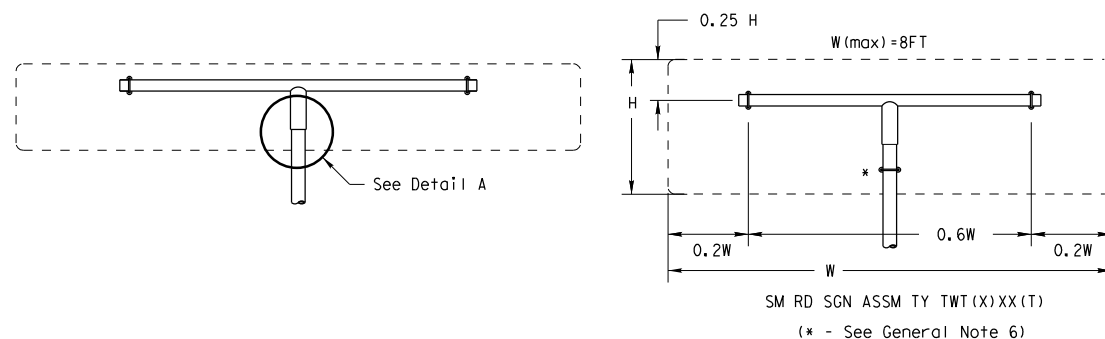 0.25 H
W(max)=8FT
H
*
See Detail A
0.2W
0.6W
0.2W
W
SM RD SGN ASSM TY TWT(X)XX(T)
(* - See General Note 6)